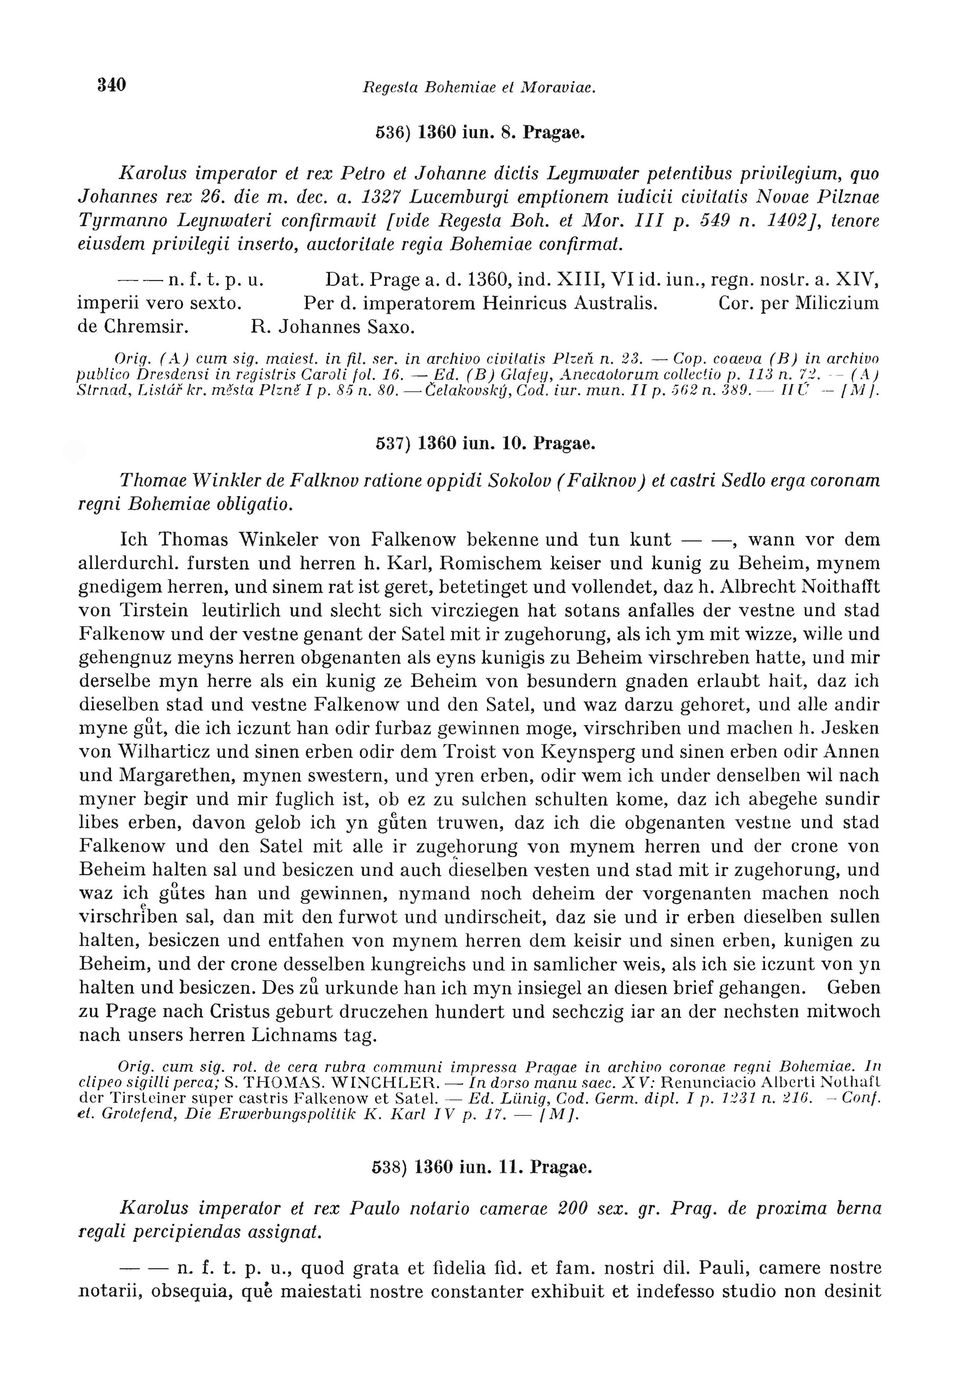 340
Regesta Bohemiae et Moraviae.
536) 1360 iun. 8. Pragae.
Karolus imperator et rex Petro et Johanne dictis Leymwater petentibus privilegium, quo
Johannes rex 26. die m. dec. a. 1327 Lucemburgi emptionem iudicii civitatis Novae Pilznae
Tyrmanno Leynwateri confirmavit [vide Regesta Boh. et Mor. III p. 549 n. 1402], tenore
eiusdem privilegii inserto, auctoritate regia Bohemiae confirmat.
— — n. f. t. p. u. Dat. Prage a. d. 1360, ind. XIII, VI id. iun., regn. nostr. a. XIV,
imperii vero sexto. Per d. imperatorem Heinricus Australis. Cor. per Miliczium
de Chremsir. R. Johannes Saxo.
Orig. (A) cum sig. maiest. in fil. ser. in archivo civitatis Plzeň n. 23. — Cop. coaeva (B) in archivo
publico Dresdensi in registris Caroli fol. 16. — Ed. (B) Glafey, Anecdotorum collectio p. 113 n. 72. — (A)
Strnad, Listář kr. města Plzně I p. 85 n. 80. — Čelakovský, Cod. iur. mun. II p. 562 n. 389. — HÚ — [M].
537) 1360 iun. 10. Pragae.
Thomae Winkler de Falknov ratione oppidi Sokolov (Falknov) et castri Sedlo erga coronam
regni Bohemiae obligatio.
Ich Thomas Winkeler von Falkenow bekenne und tun kunt — —, wann vor dem
allerdurchl. fursten und herren h. Karl, Romischem keiser und kunig zu Beheim, mynem
gnedigem herren, und sinem rat ist geret, betetinget und vollendet, daz h. Albrecht Noithafft
von Tirstein leutirlich und slecht sich vircziegen hat sotans anfalles der vestne und stad
Falkenow und der vestne genant der Satel mit ir zugehorung, als ich ym mit wizze, wille und
gehengnuz meyns herren obgenanten als eyns kunigis zu Beheim virschreben hatte, und mir
derselbe myn herre als ein kunig ze Beheim von besundern gnaden erlaubt hait, daz ich
dieselben stad und vestne Falkenow und den Satel, und waz darzu gehoret, und alle andir
myne guͦt, die ich iczunt han odir furbaz gewinnen moge, virschriben und machen h. Jesken
von Wilharticz und sinen erben odir dem Troist von Keynsperg und sinen erben odir Annen
und Margarethen, mynen swestern, und yren erben, odir wem ich under denselben wil nach
myner begir und mir fuglich ist, ob ez zu sulchen schulten kome, daz ich abegehe sundir
libes erben, davon gelob ich yn guͤten truwen, daz ich die obgenanten vestne und stad
Falkenow und den Satel mit alle ir zugehorung von mynem herren und der crone von
Beheim halten sal und besiczen und auch dieselben vesten und stad mit ir zugehorung, und
waz ich guͦtes han und gewinnen, nymand noch deheim der vorgenanten machen noch
virschrͤiben sal, dan mit den furwot und undirscheit, daz sie und ir erben dieselben sullen
halten, besiczen und entfahen von mynem herren dem keisir und sinen erben, kunigen zu
Beheim, und der crone desselben kungreichs und in samlicher weis, als ich sie iczunt von yn
halten und besiczen. Des zuͦ urkunde han ich myn insiegel an diesen brief gehangen. Geben
zu Prage nach Cristus geburt druczehen hundert und sechczig iar an der nechsten mitwoch
nach unsers herren Lichnams tag.
Orig. cum sig. rot. de cera rubra communi impressa Pragae in archivo coronae regni Bohemiae. In
clipeo sigilli perca; S. THOMAS. WINCHLER. — In dorso manu saec. XV: Renunciacio Alberti Nothaft
der Tirsteiner super castris Falkenow et Satel. — Ed. Lünig, Cod. Germ. dipl. I p. 1231 n. 216. — Conf.
et. Grotefend, Die Erwerbungspolitik K. Karl IV p. 17. — [M].
538) 1360 iun. 11. Pragae.
Karolus imperator et rex Paulo notario camerae 200 sex. gr. Prag. de proxima berna
regali percipiendas assignat.
— — n. f. t. p. u., quod grata et fidelia fid. et fam. nostri dil. Pauli, camere nostre
notarii, obsequia, que maiestati nostre constanter exhibuit et indefesso studio non desinit